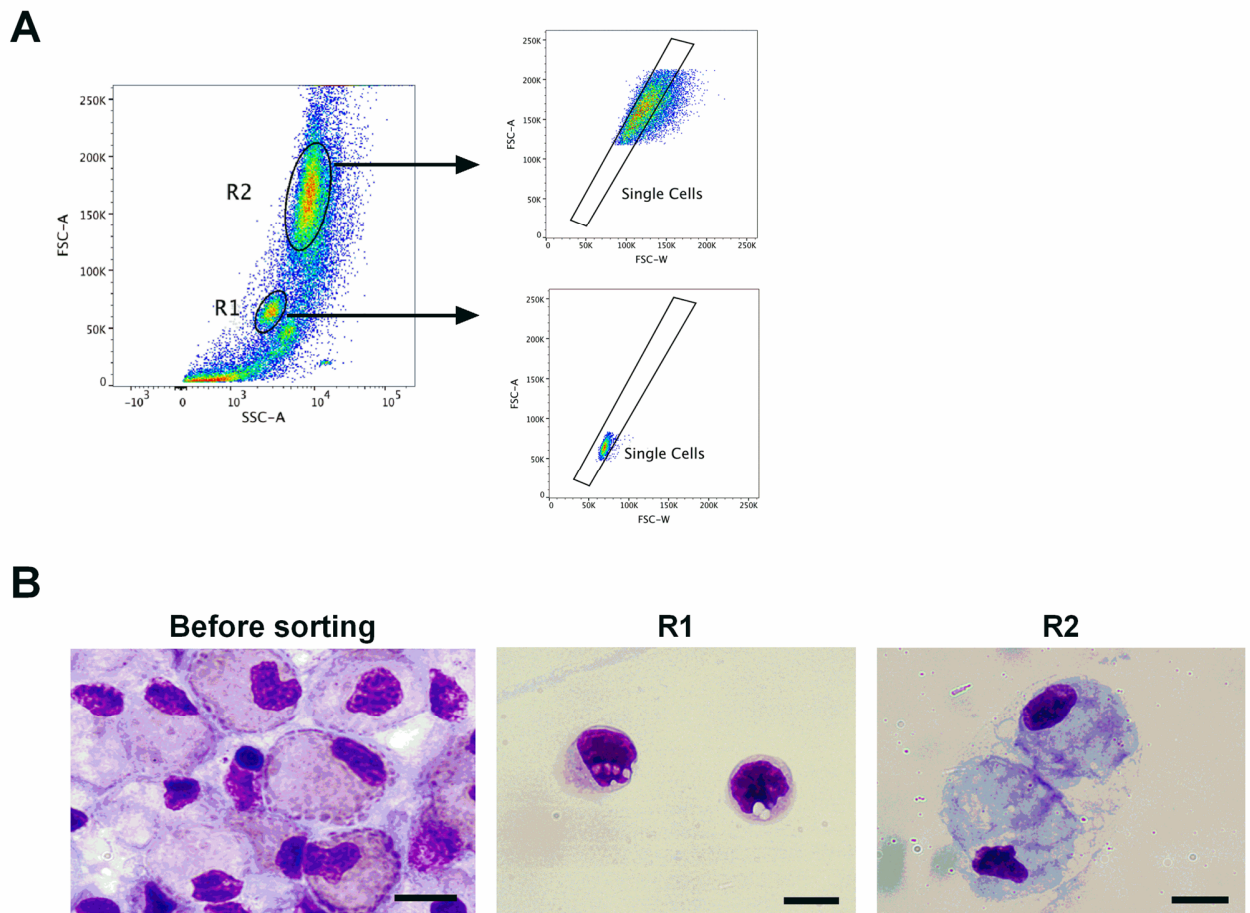 A
250K
200K
150K
100K
50K
0
FSC-A
R2
R1
-10³
0
10³
10⁴
10⁵
SSC-A
250K
200K
150K
100K
50K
0
FSC-A
Single Cells
0
50K
100K
150K
200K
250K
FSC-W
250K
200K
150K
100K
50K
0
FSC-A
Single Cells
0
50K
100K
150K
200K
250K
FSC-W
B
Before sorting
R1
R2